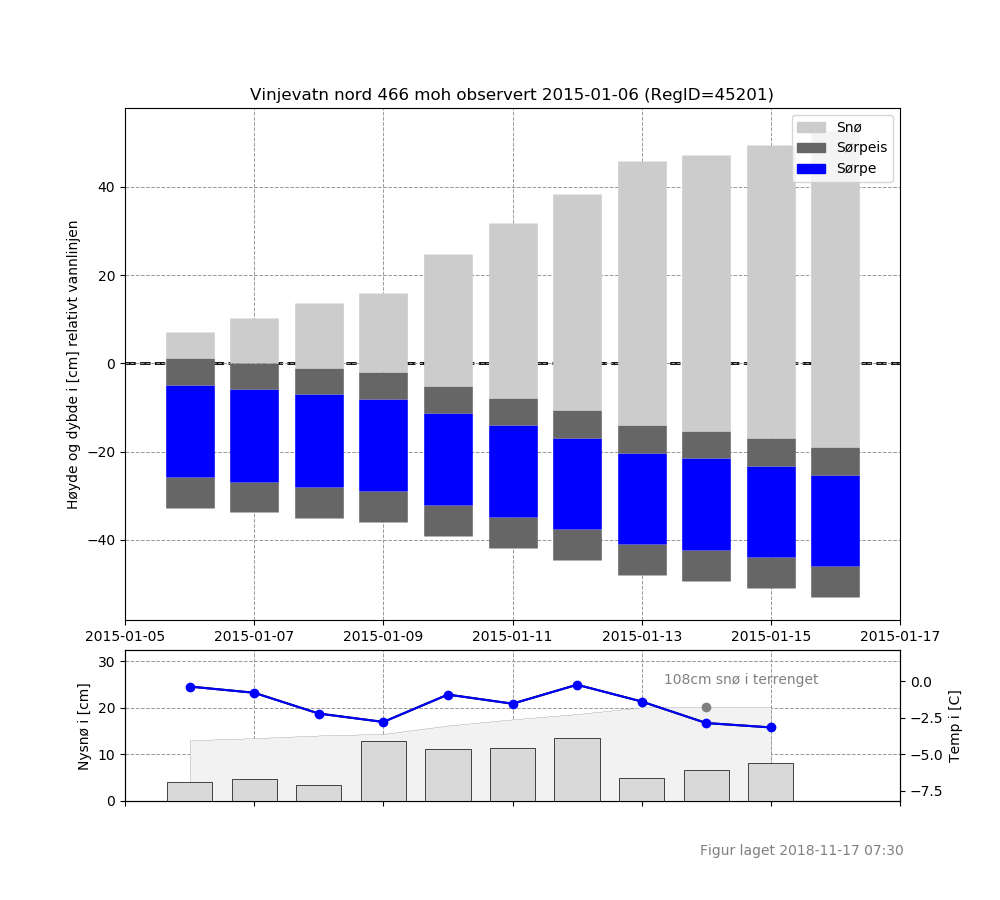 Vinjevatn nord 466 moh observert 2015-01-06 (RegID=45201)
Snø
Sørpeis
Sørpe
Høyde og dybde i [cm] relativt vannlinjen
40
20
0
−20
−40
2015-01-05 2015-01-07 2015-01-09 2015-01-11 2015-01-13 2015-01-15 2015-01-17
Nysnø i [cm]
30
20
10
0
108cm snø i terrenget
0.0
−2.5
−5.0
−7.5
Temp i [C]
Figur laget 2018-11-17 07:30